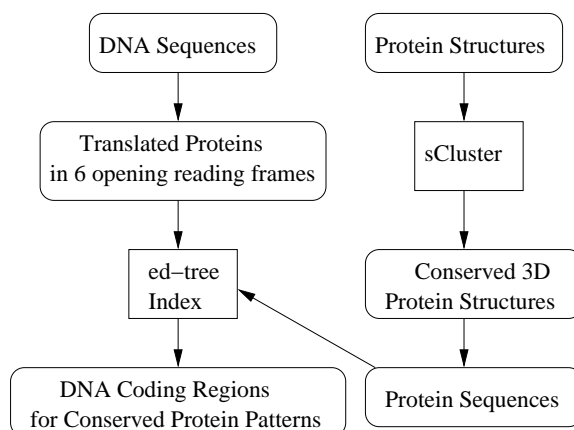 DNA Sequences
Protein Structures
Translated Proteins
in 6 opening reading frames
sCluster
ed−tree
Index
Conserved 3D
Protein Structures
DNA Coding Regions
for Conserved Protein Patterns
Protein Sequences